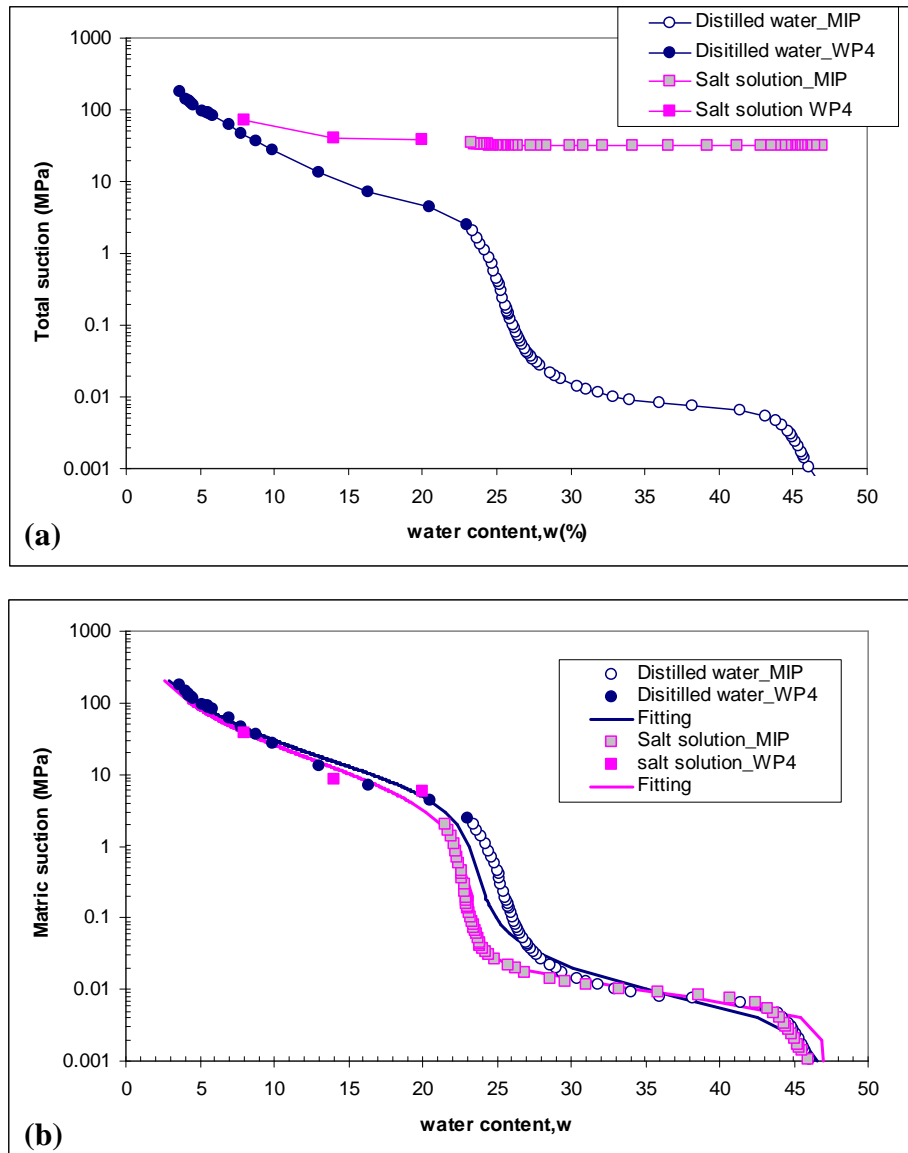 Distilled water_MIP
Disitilled water_WP4
Salt solution_MIP
Salt solution WP4
1000
100
10
1
0.1
0.01
0.001
Total suction (MPa)
0 5 10 15 20 25 30 35 40 45 50
water content,w(%)
(a)
1000
100
10
1
0.1
0.01
0.001
Matric suction (MPa)
Distilled water_MIP
Disitilled water_WP4
Fitting
Salt solution_MIP
salt solution_WP4
Fitting
0 5 10 15 20 25 30 35 40 45 50
water content,w
(b)